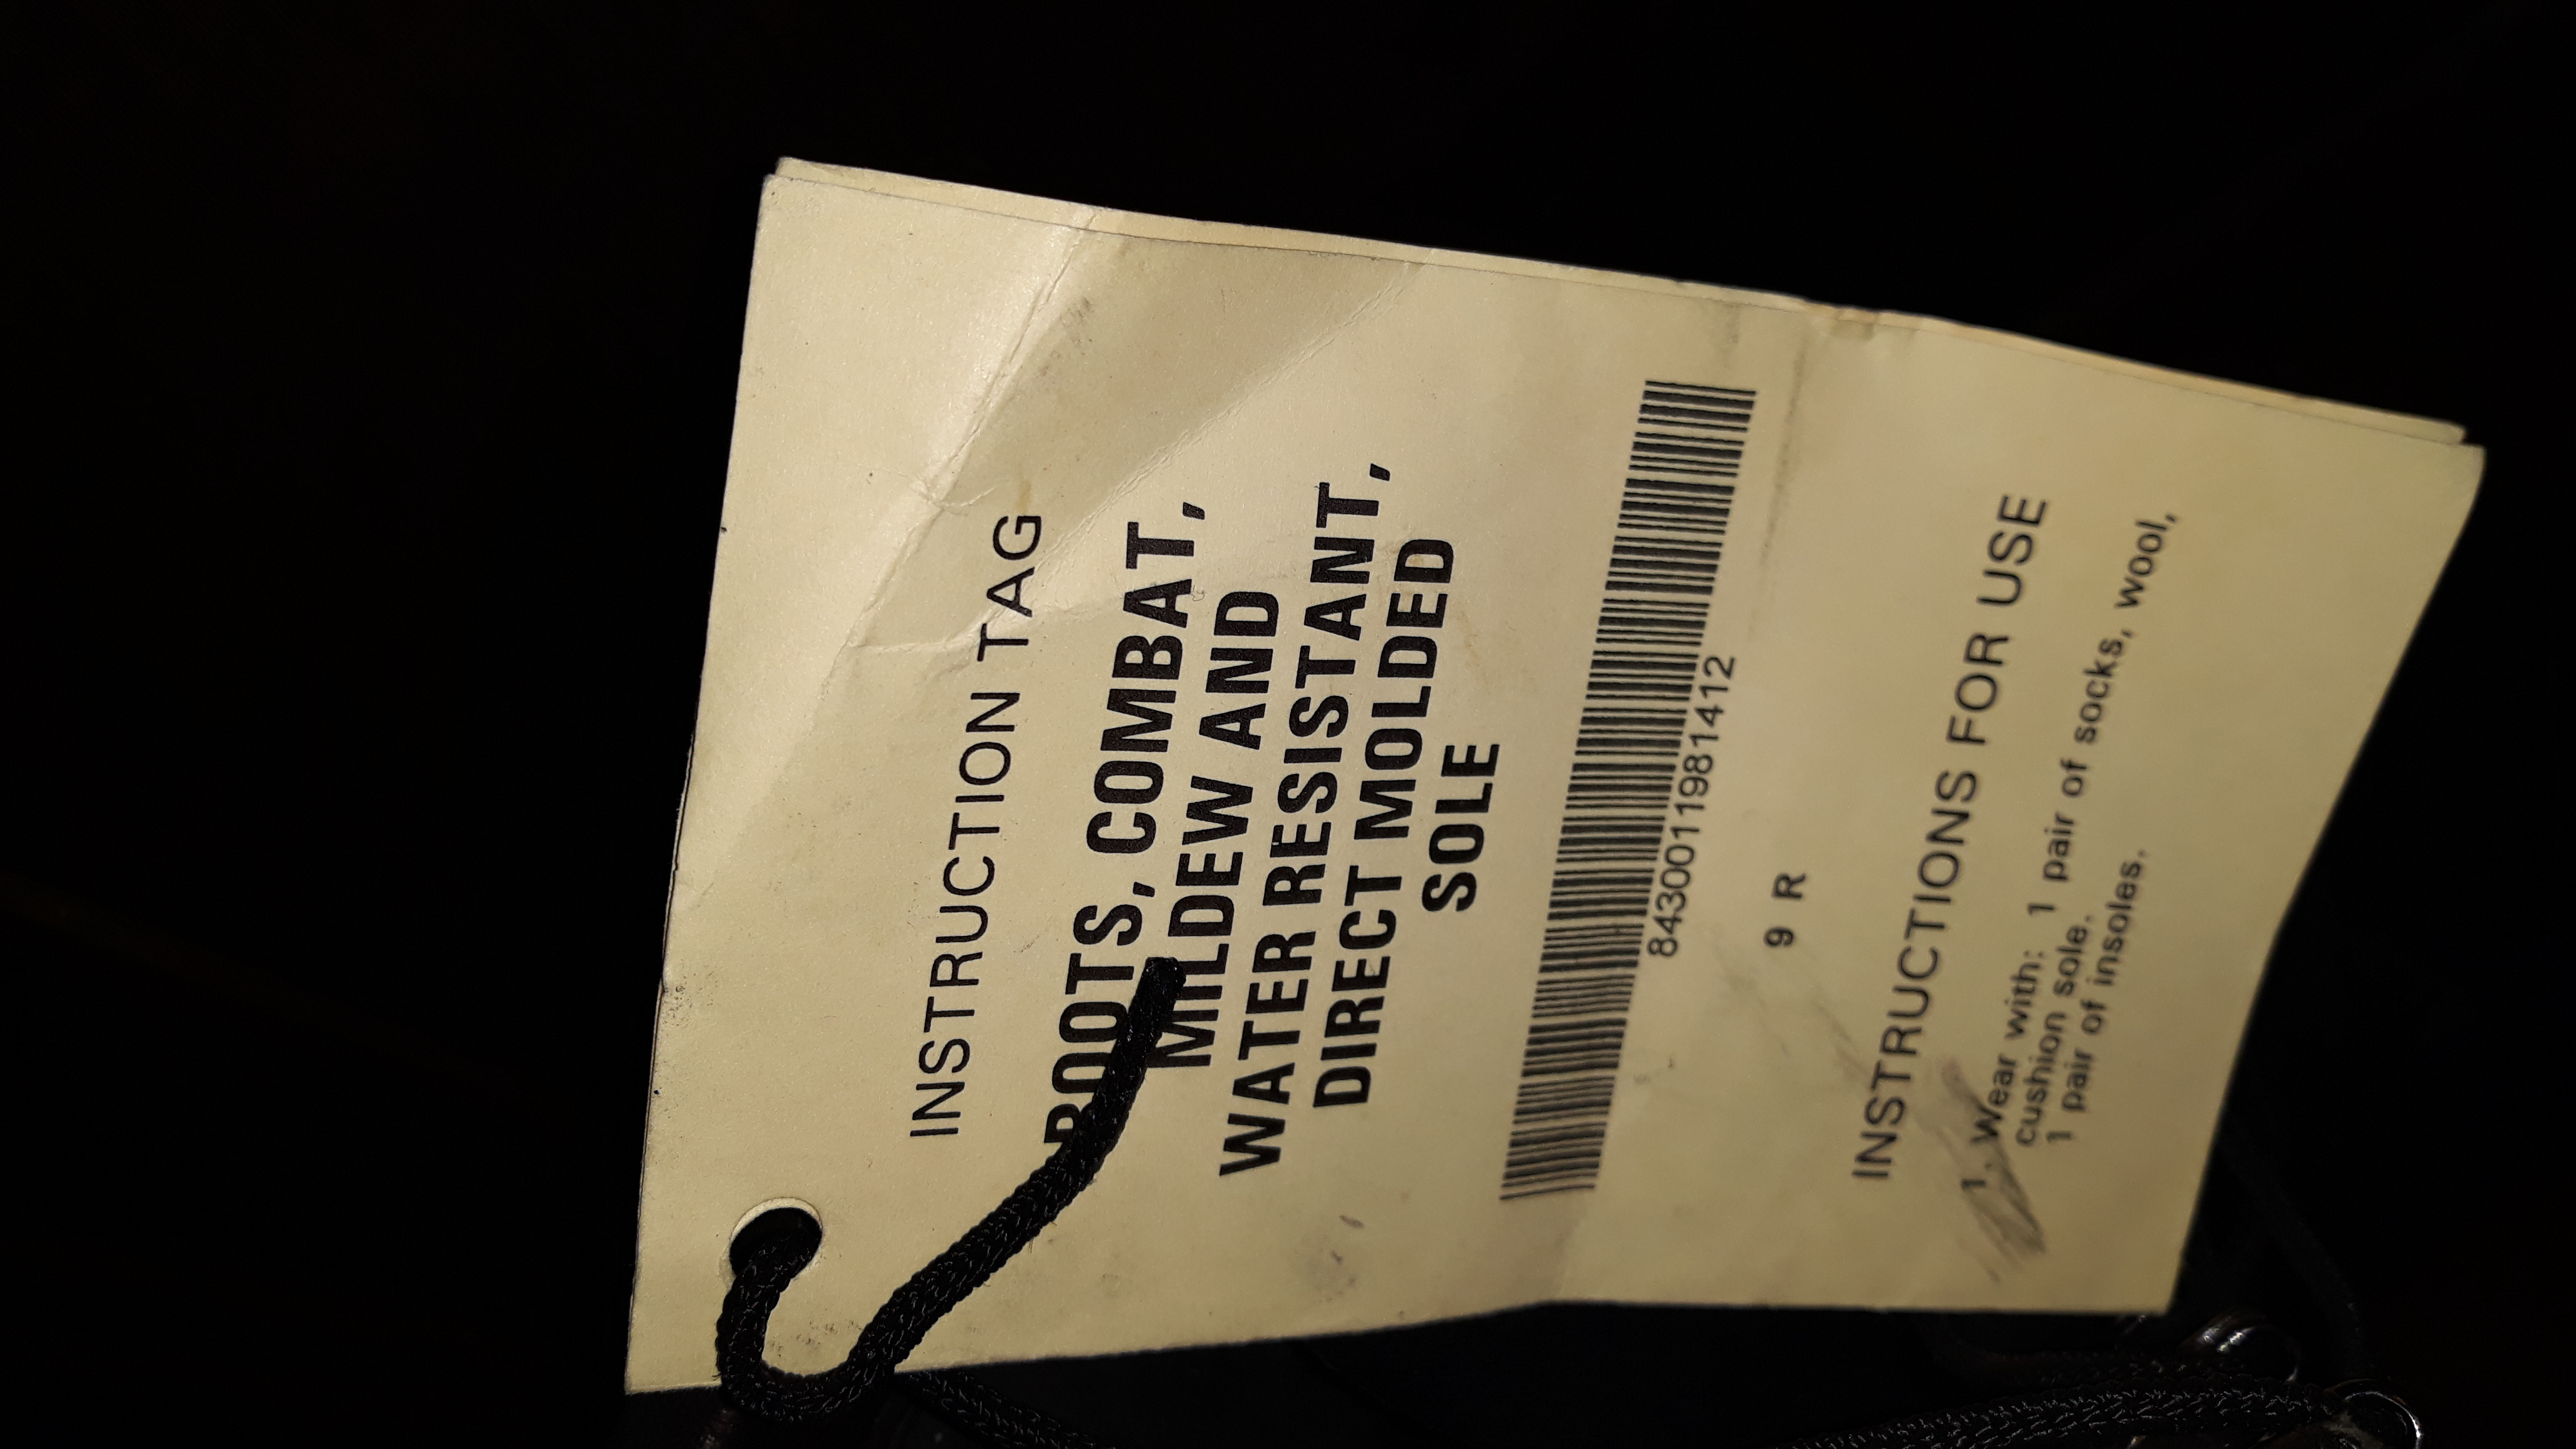 INSTRUCTION TAG
BOOTS, COMBAT,
MILDEW AND
WATER RESISTANT,
DIRECT MOLDED
SOLE
8430011981412
9 R
INSTRUCTIONS FOR USE
1. Wear with: 1 pair of socks, wool,
cushion sole.
1 pair of insoles.